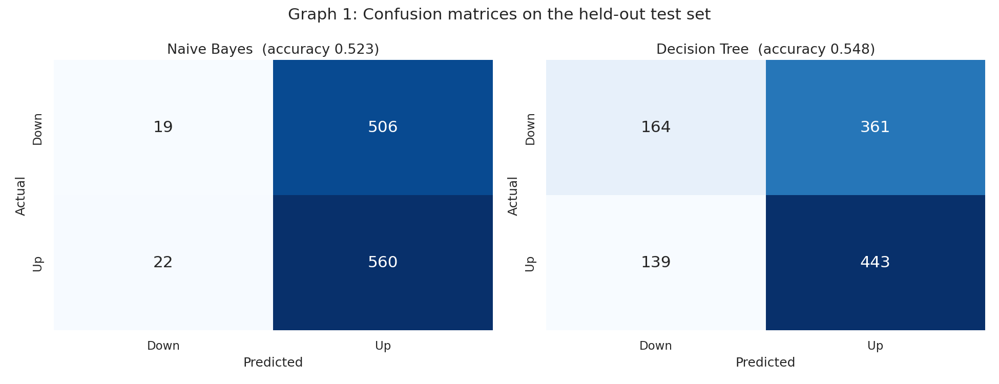 Graph 1: Confusion matrices on the held-out test set
Naive Bayes  (accuracy 0.523)
Actual
Down
19
506
Up
22
560
Down
Up
Predicted
Decision Tree  (accuracy 0.548)
Actual
Down
164
361
Up
139
443
Down
Up
Predicted